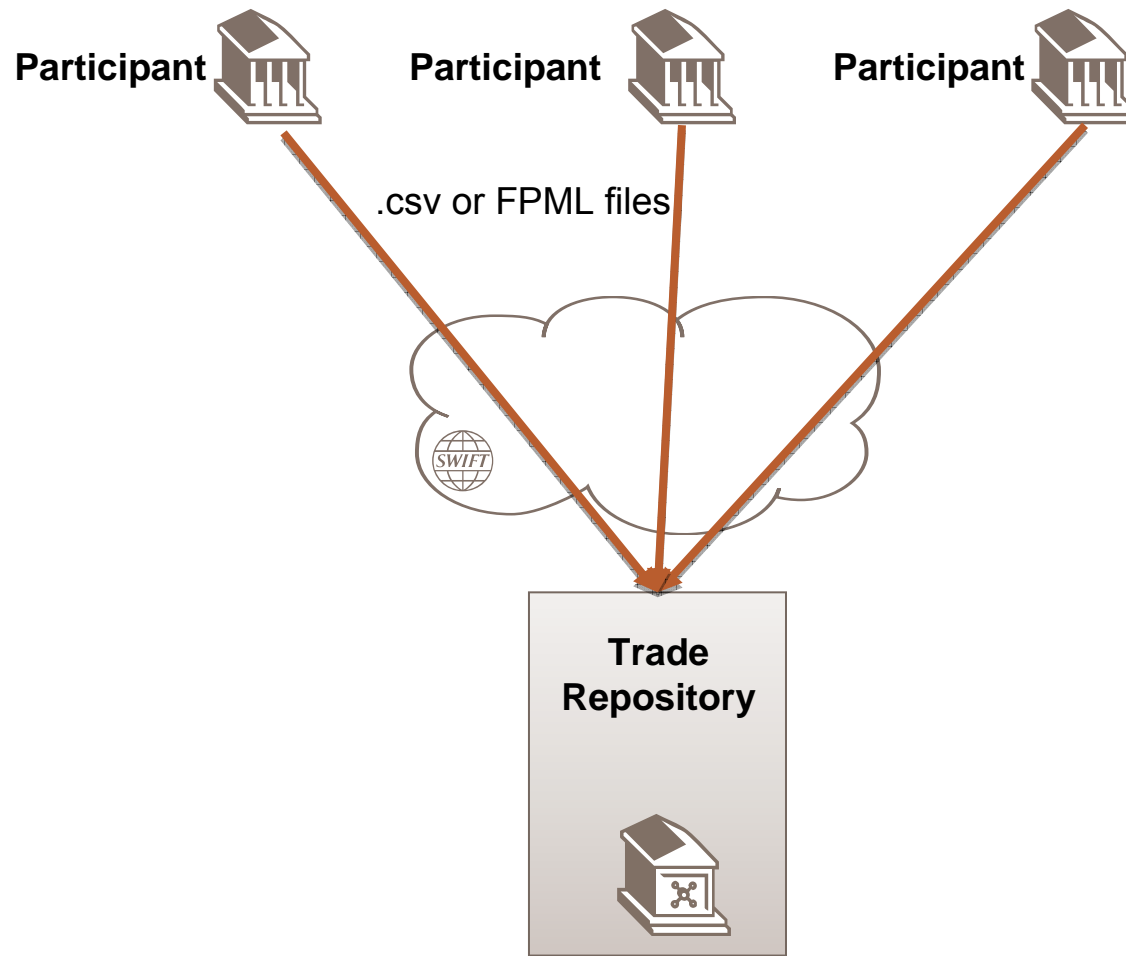 Participant
Participant
Participant
.csv or FPML files
SWIFT
Trade
Repository